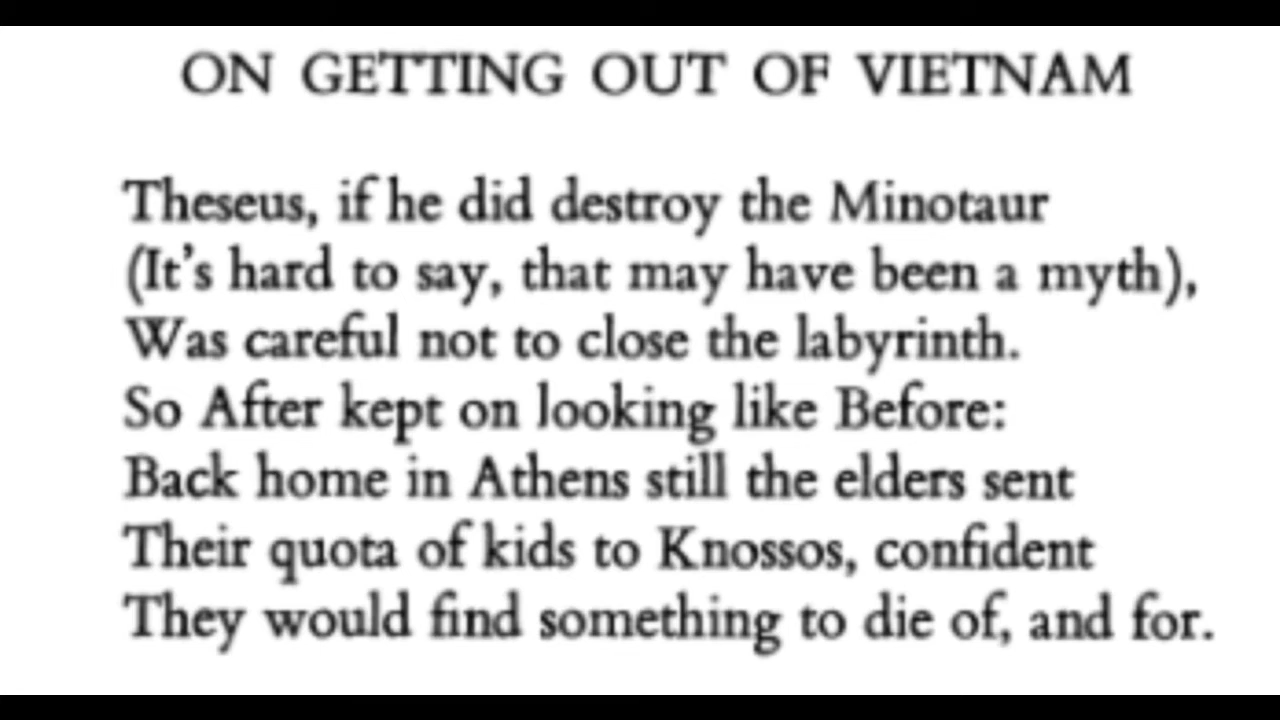 ON GETTING OUT OF VIETNAM
Theseus, if he did destroy the Minotaur
(It's hard to say, that may have been a myth),
Was careful not to close the labyrinth.
So After kept on looking like Before:
Back home in Athens still the elders sent
Their quota of kids to Knossos, confident
They would find something to die of, and for.